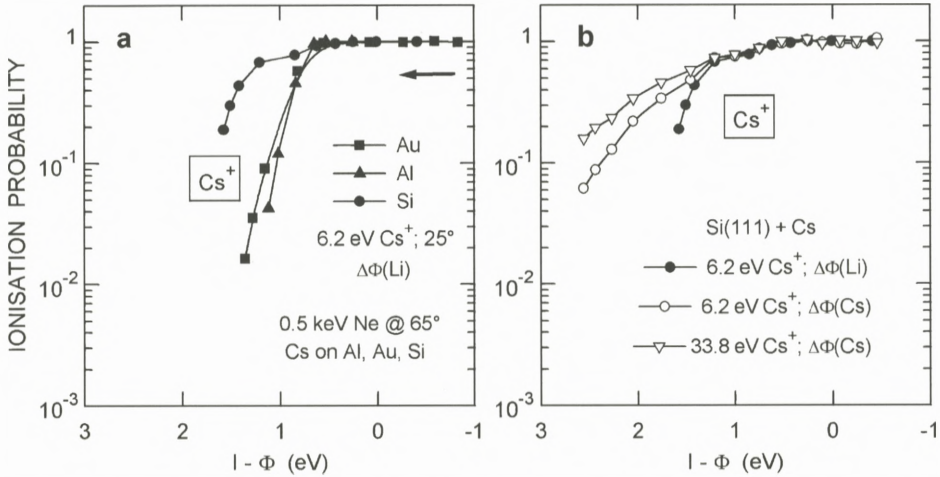 IONISATION PROBABILITY
a
1
10⁻¹
10⁻²
10⁻³
Cs⁺
Au
Al
Si
6.2 eV Cs⁺; 25°
ΔΦ(Li)
0.5 keV Ne @ 65°
Cs on Al, Au, Si
3 2 1 0 -1
I - Φ (eV)
b
1
10⁻¹
10⁻²
10⁻³
Cs⁺
Si(111) + Cs
6.2 eV Cs⁺; ΔΦ(Li)
6.2 eV Cs⁺; ΔΦ(Cs)
33.8 eV Cs⁺; ΔΦ(Cs)
3 2 1 0 -1
I - Φ (eV)